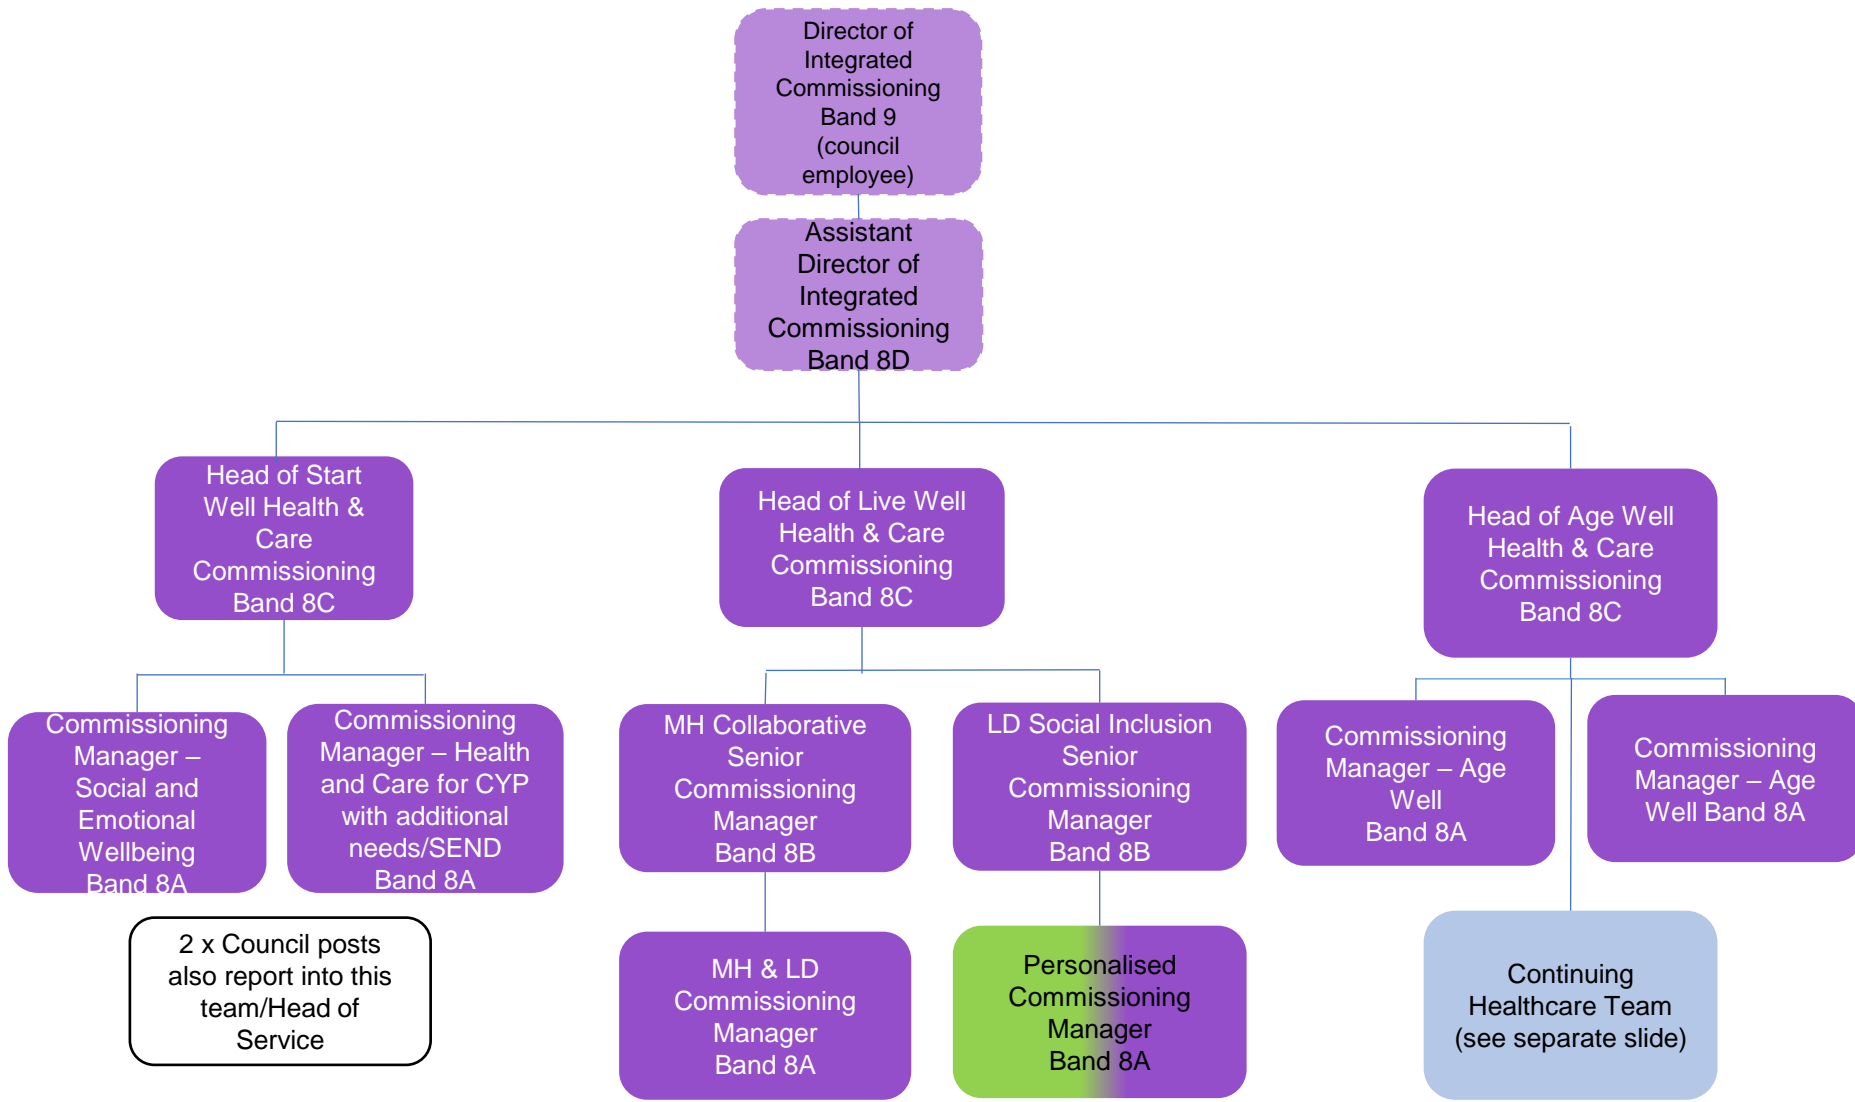 Director of
Integrated
Commissioning
Band 9
(council
employee)
Assistant
Director of
Integrated
Commissioning
Band 8D
Head of Start
Well Health &
Care
Commissioning
Band 8C
Head of Live Well
Health & Care
Commissioning
Band 8C
Head of Age Well
Health & Care
Commissioning
Band 8C
Commissioning
Manager –
Social and
Emotional
Wellbeing
Band 8A
Commissioning
Manager – Health
and Care for CYP
with additional
needs/SEND
Band 8A
MH Collaborative
Senior
Commissioning
Manager
Band 8B
LD Social Inclusion
Senior
Commissioning
Manager
Band 8B
Commissioning
Manager – Age
Well
Band 8A
Commissioning
Manager – Age
Well Band 8A
2 x Council posts
also report into this
team/Head of
Service
MH & LD
Commissioning
Manager
Band 8A
Personalised
Commissioning
Manager
Band 8A
Continuing
Healthcare Team
(see separate slide)